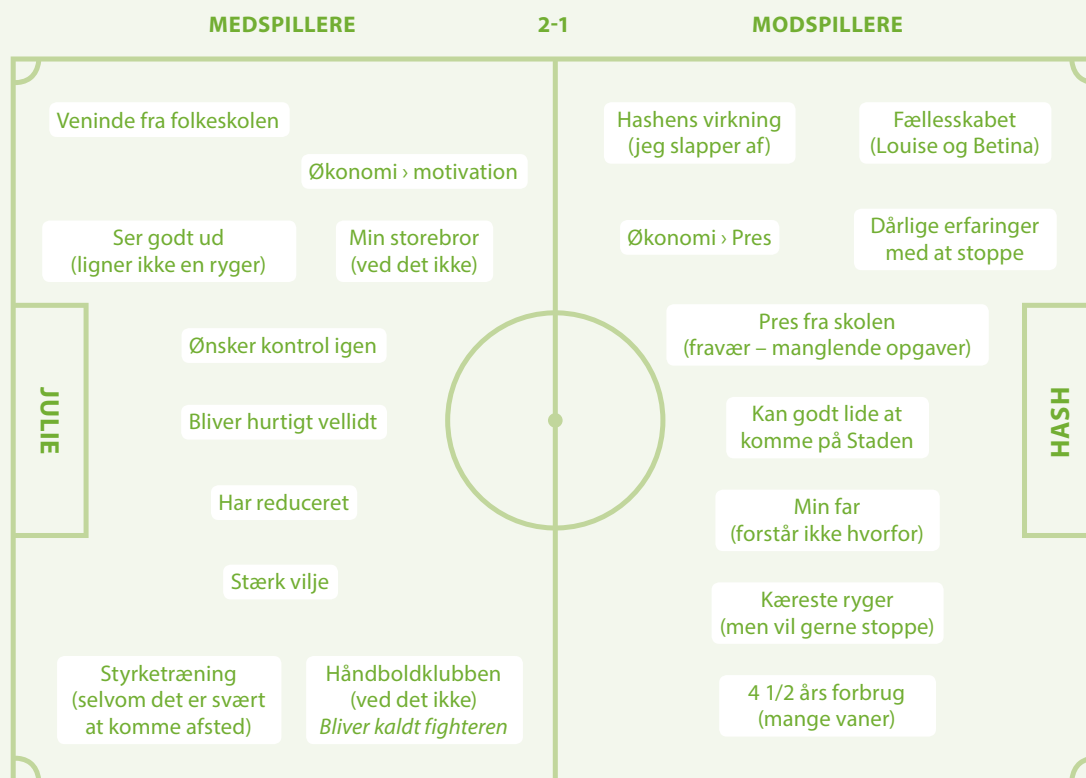 MEDSPILLERE
2-1
MODSPILLERE
Veninde fra folkeskolen
Økonomi › motivation
Ser godt ud
(ligner ikke en ryger)
Min storebror
(ved det ikke)
Ønsker kontrol igen
JULIE
Bliver hurtigt vellidt
Har reduceret
Stærk vilje
Styrketræning
(selvom det er svært
at komme afsted)
Håndboldklubben
(ved det ikke)
Bliver kaldt fighteren
Hashens virkning
(jeg slapper af)
Fællesskabet
(Louise og Betina)
Økonomi › Pres
Dårlige erfaringer
med at stoppe
Pres fra skolen
(fravær – manglende opgaver)
Kan godt lide at
komme på Staden
HASH
Min far
(forstår ikke hvorfor)
Kæreste ryger
(men vil gerne stoppe)
4 1/2 års forbrug
(mange vaner)